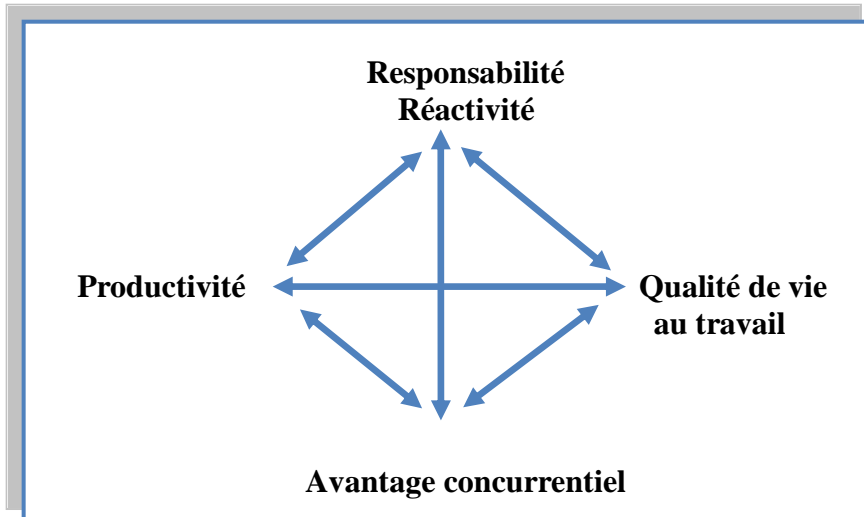 Responsabilité
Réactivité
Productivité
Qualité de vie
au travail
Avantage concurrentiel